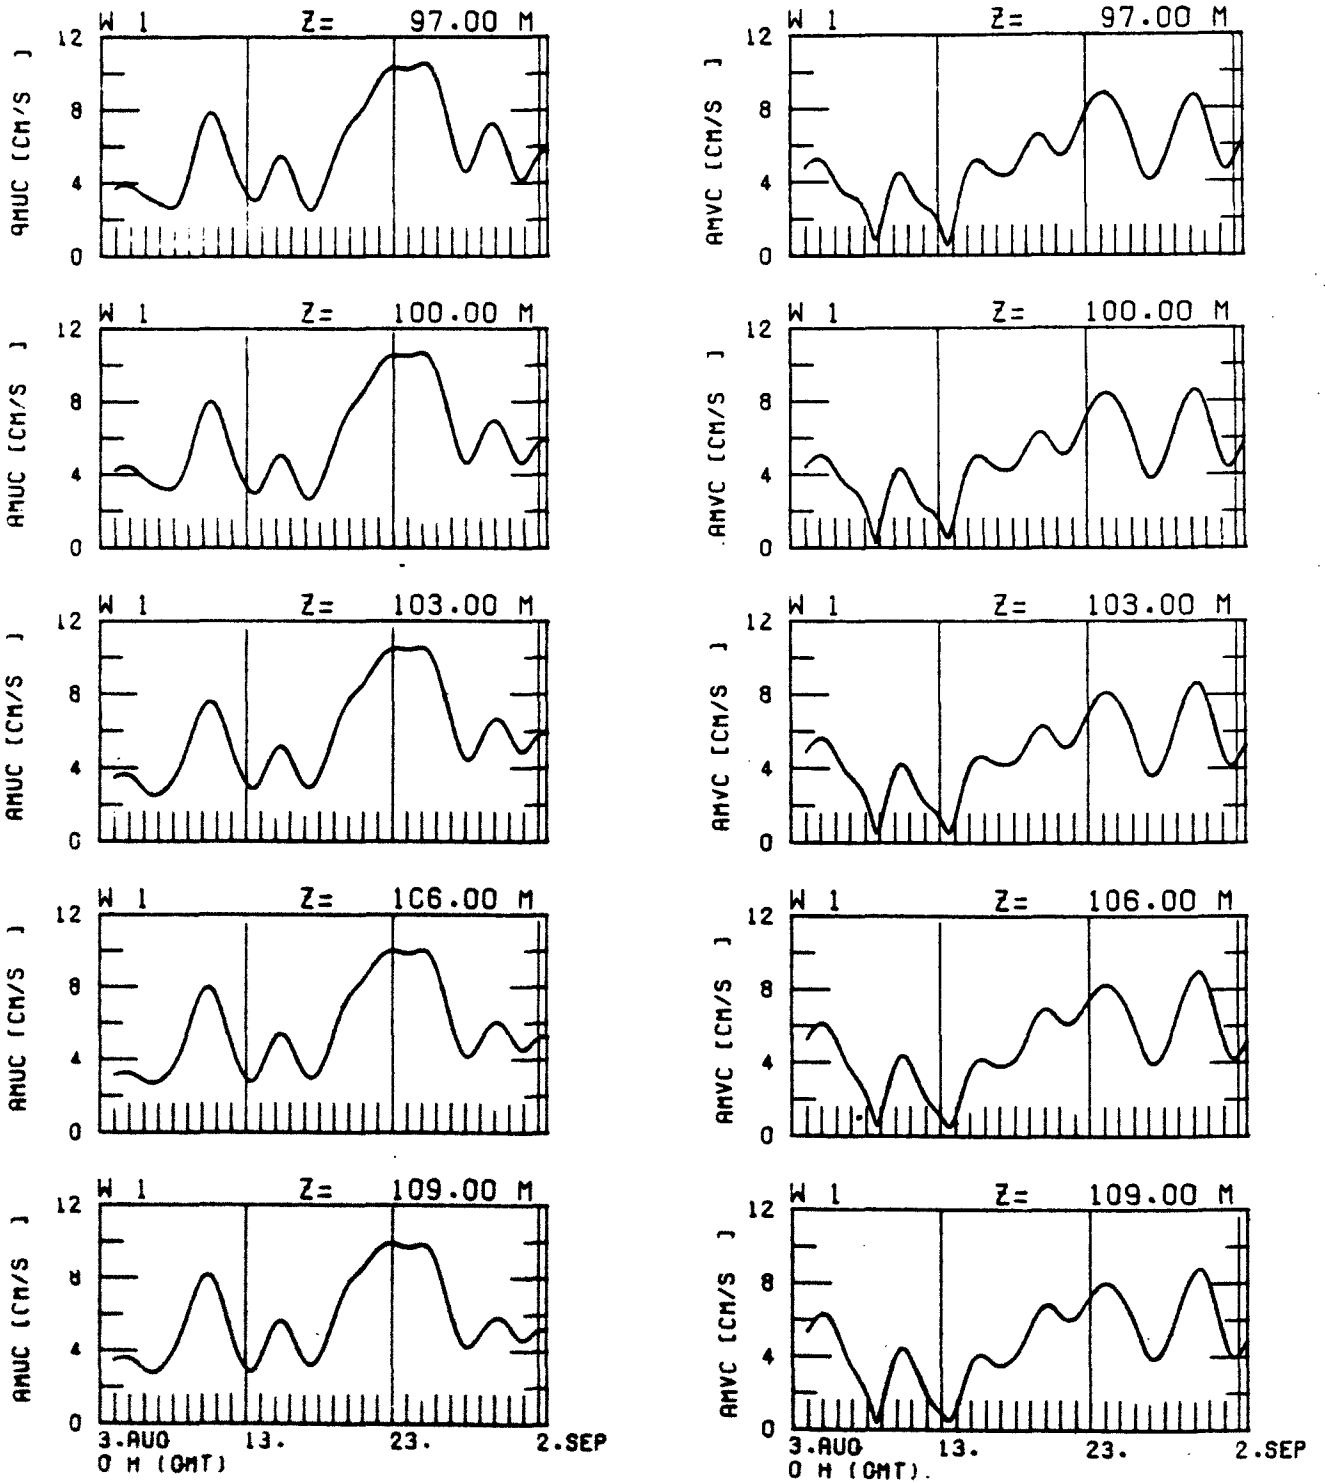 W 1 Z= 97.00 M
12
8
4
0
AMUC [CM/S ]
W 1 Z= 97.00 M
12
8
4
0
AMVC [CM/S ]
W 1 Z= 100.00 M
12
8
4
0
AMUC [CM/S ]
W 1 Z= 100.00 M
12
8
4
0
AMVC [CM/S ]
W 1 Z= 103.00 M
12
8
4
0
AMUC [CM/S ]
W 1 Z= 103.00 M
12
8
4
0
AMVC [CM/S ]
W 1 Z= 106.00 M
12
8
4
0
AMUC [CM/S ]
W 1 Z= 106.00 M
12
8
4
0
AMVC [CM/S ]
W 1 Z= 109.00 M
12
8
4
0
AMUC [CM/S ]
3.AUG 13. 23. 2.SEP
0 H (GMT)
W 1 Z= 109.00 M
12
8
4
0
AMVC [CM/S ]
3.AUG 13. 23. 2.SEP
0 H (GMT).